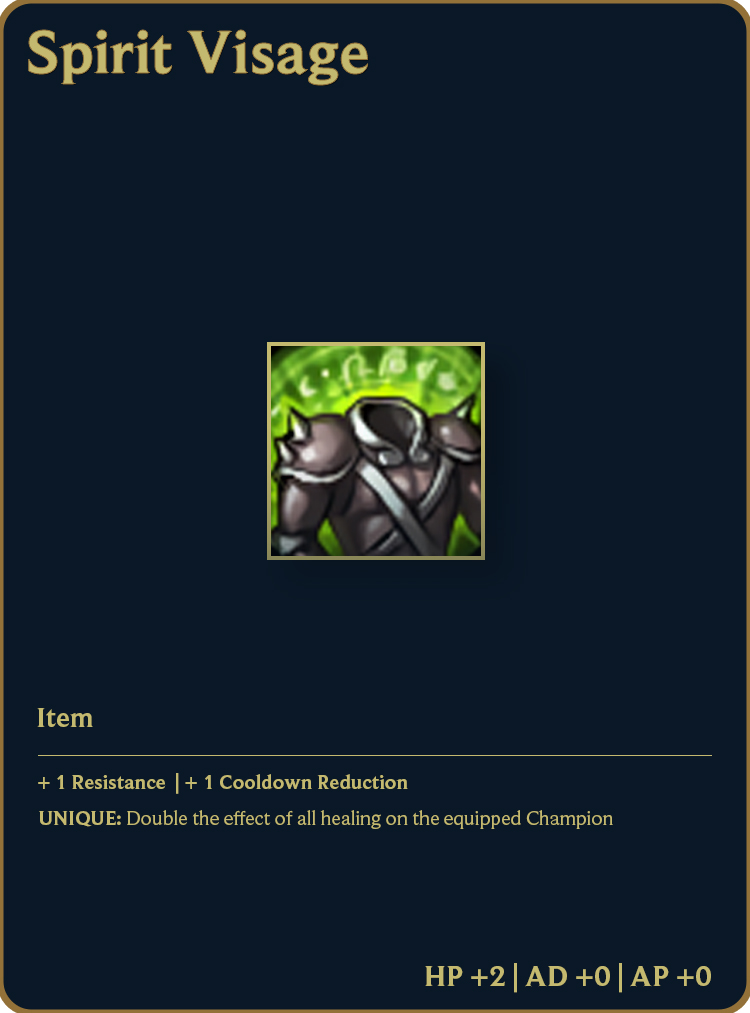 Spirit Visage
Item
+ 1 Resistance | + 1 Cooldown Reduction
UNIQUE: Double the effect of all healing on the equipped Champion
HP +2 | AD +0 | AP +0